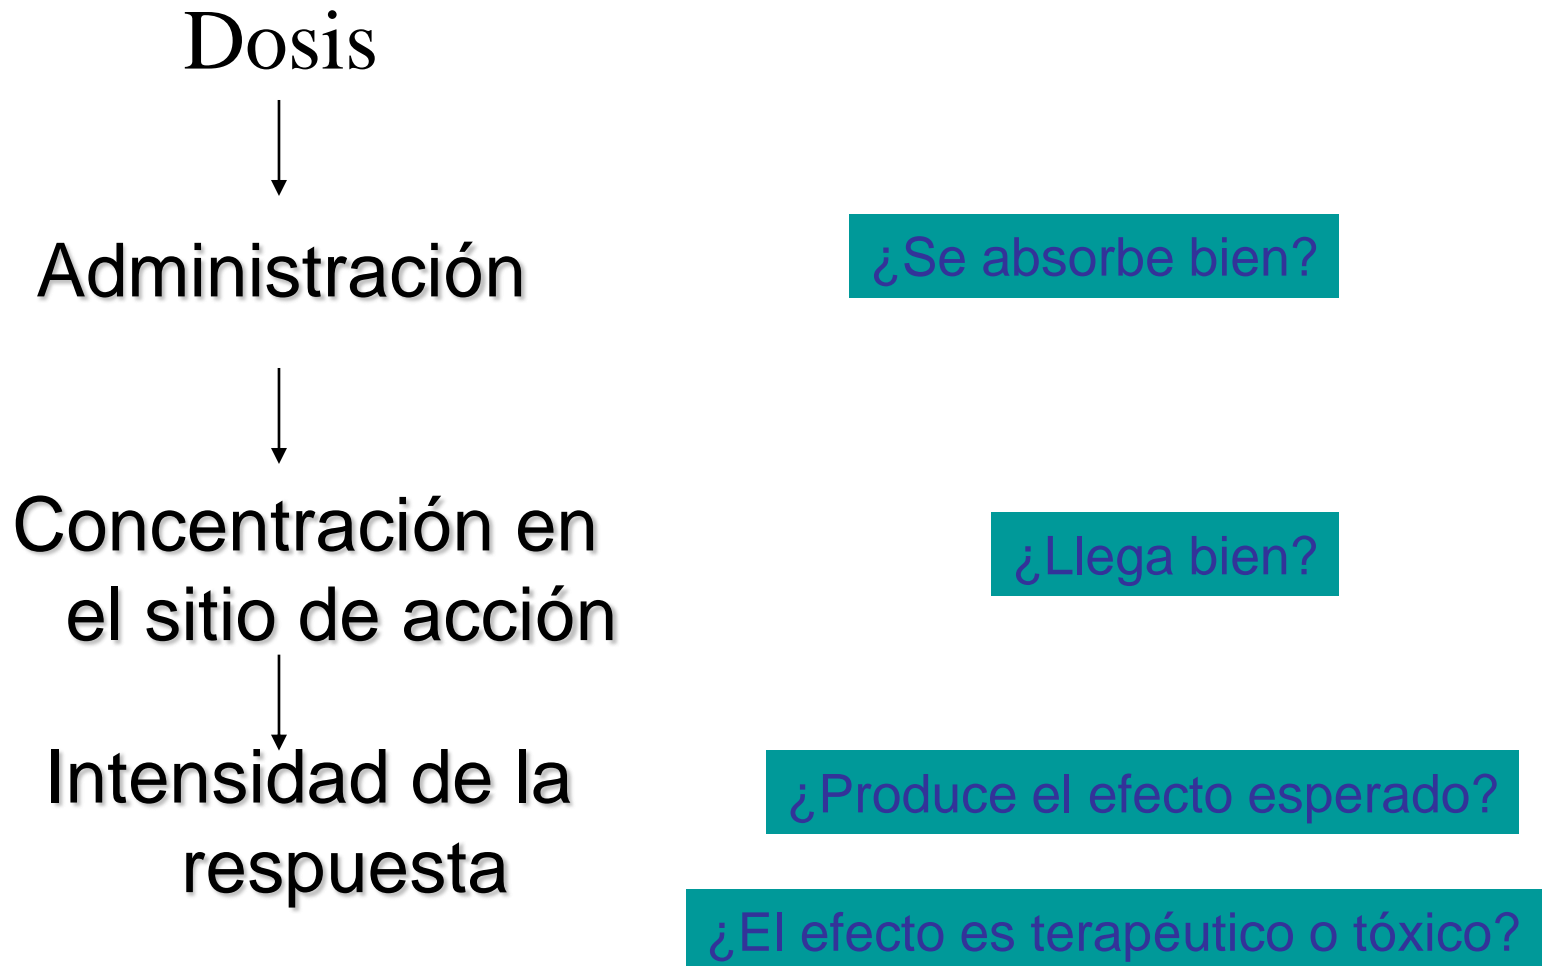 Dosis
Administración
¿Se absorbe bien?
Concentración en
el sitio de acción
¿Llega bien?
Intensidad de la
respuesta
¿Produce el efecto esperado?
¿El efecto es terapéutico o tóxico?